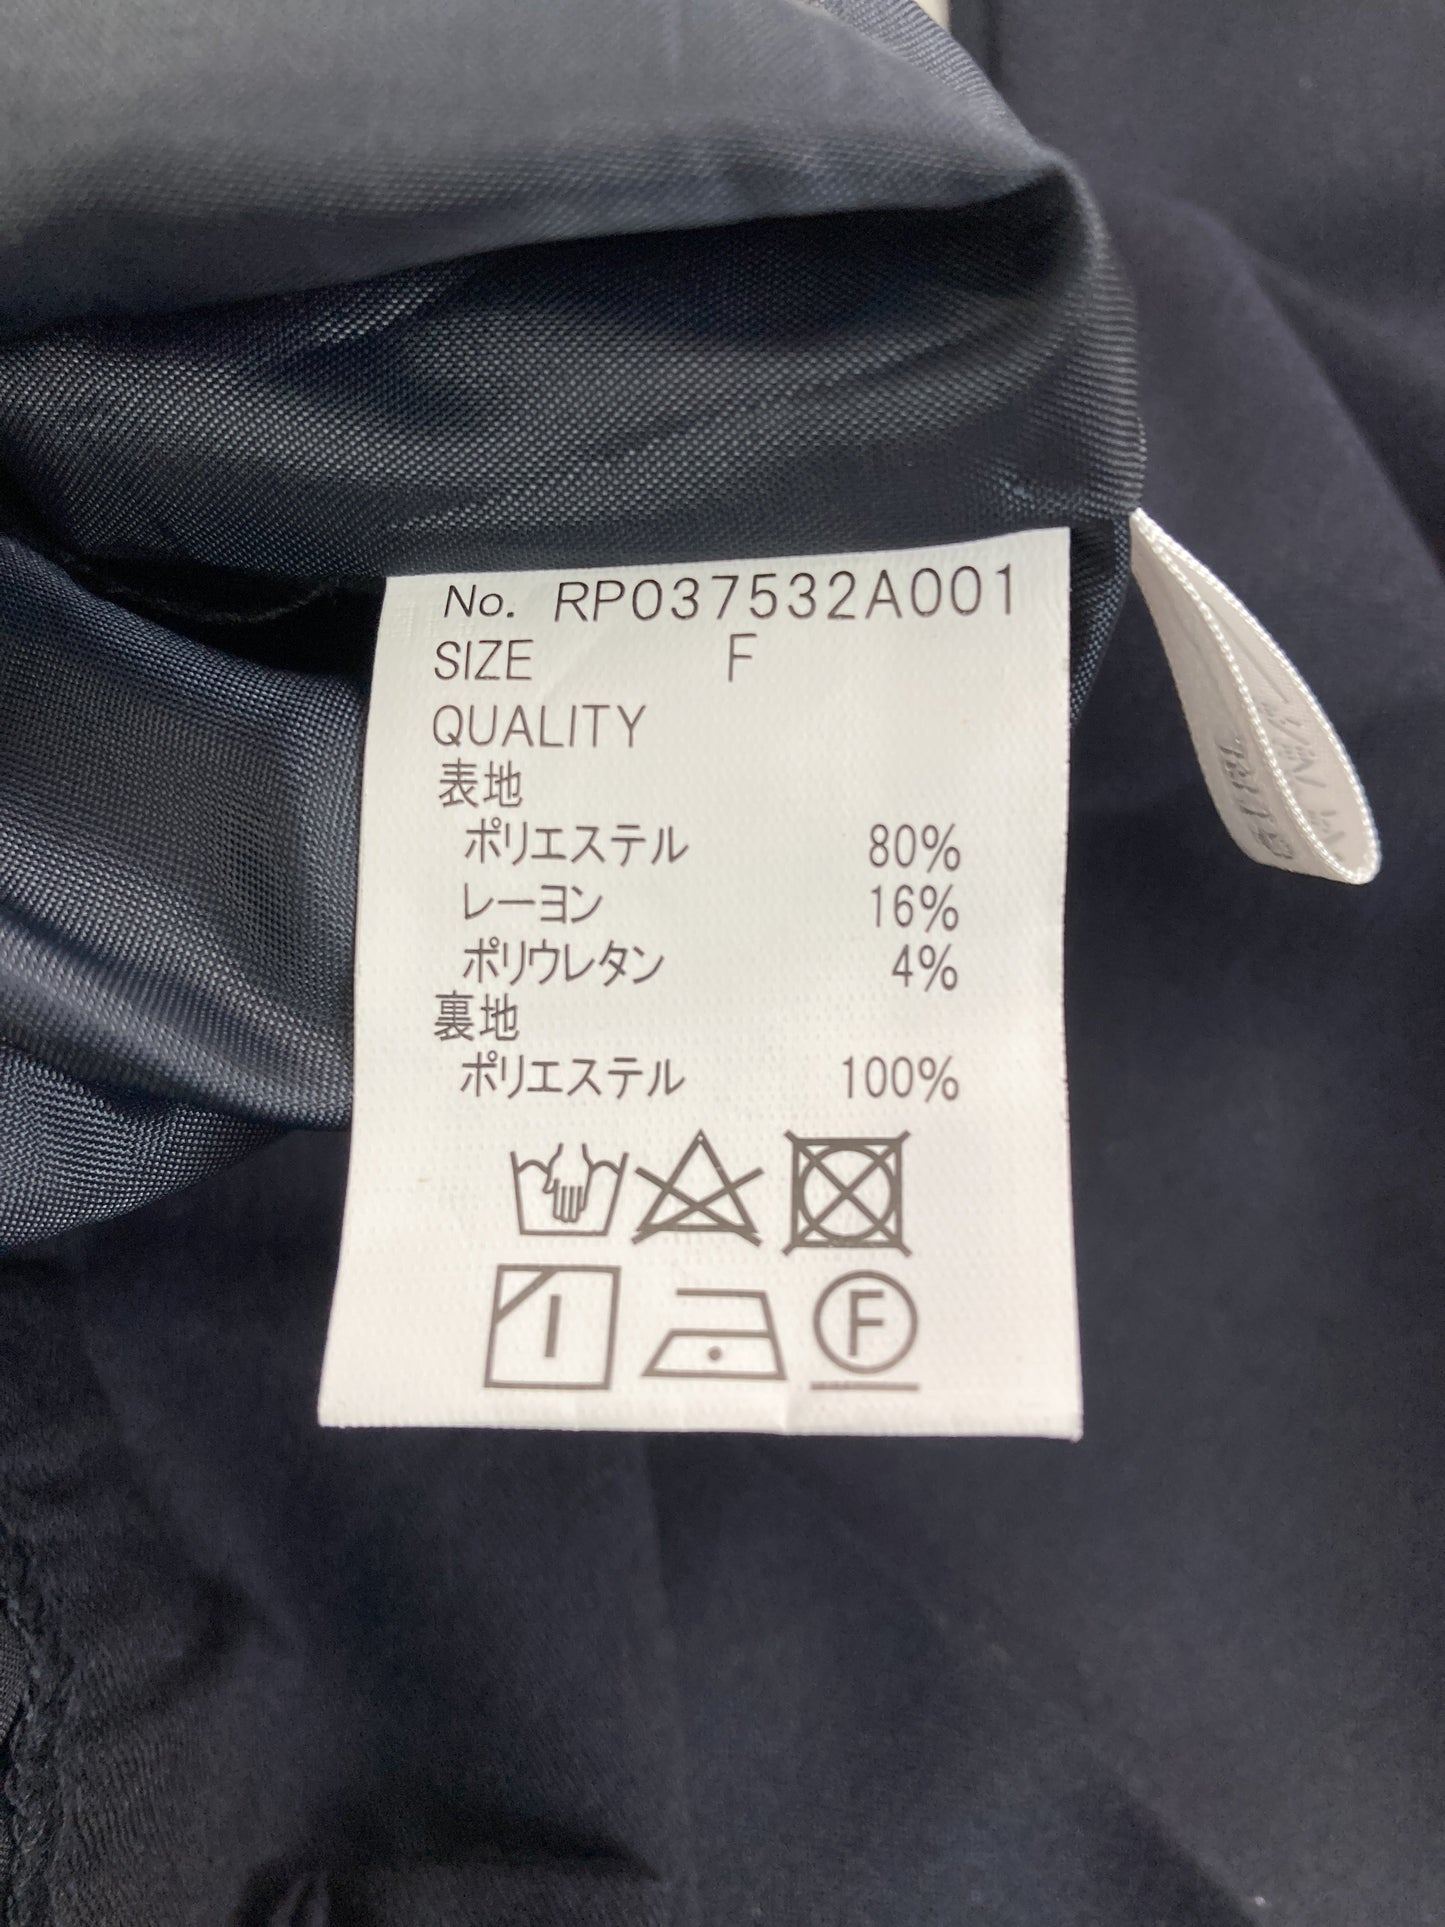 No. RP037532A001
SIZE F
QUALITY
表地
ポリエステル 80%
レーヨン 16%
ポリウレタン 4%
裏地
ポリエステル 100%
F